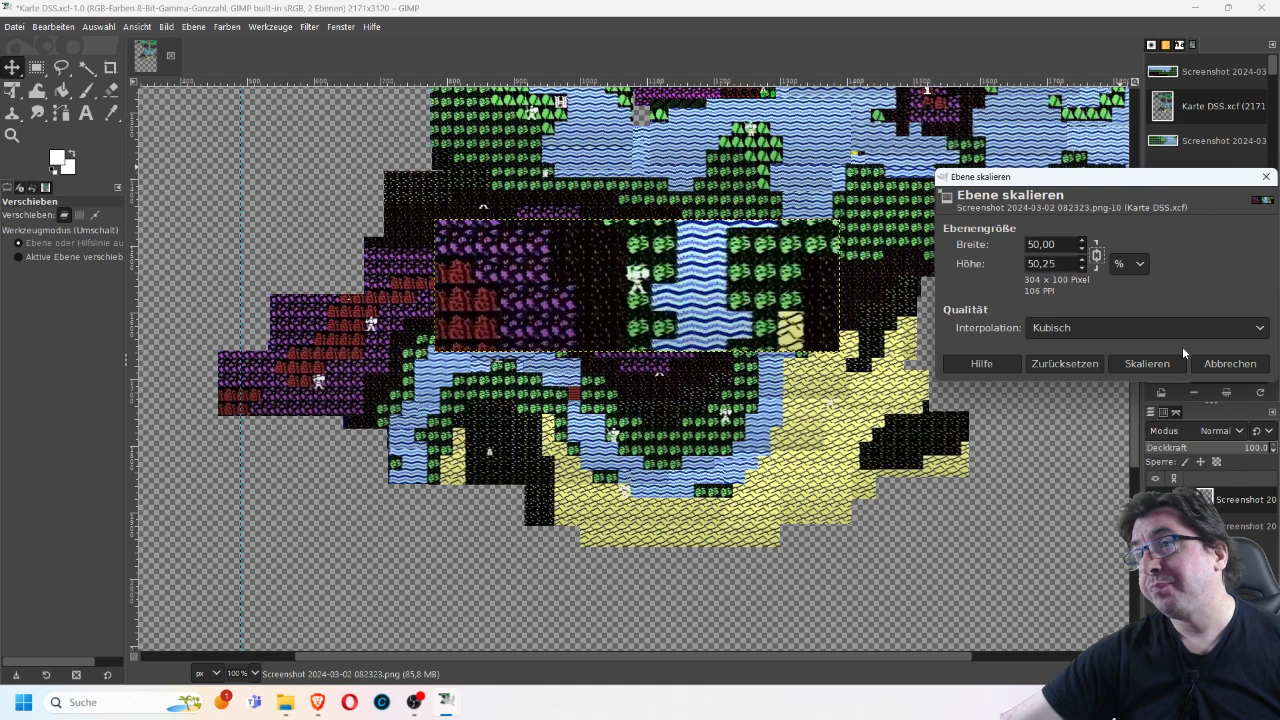 *Karte DSS.xcf-1.0 (RGB-Farben 8-Bit-Gamma-Ganzzahl, GIMP built-in sRGB, 2 Ebenen) 2171x3120 – GIMP
Datei Bearbeiten Auswahl Ansicht Bild Ebene Farben Werkzeuge Filter Fenster Hilfe
Screenshot 2024-03
Karte DSS.xcf (2171
Screenshot 2024-03
Verschieben
Verschieben:
Werkzeugmodus (Umschalt)
Ebene oder Hilfslinie au
Aktive Ebene verschieb
Ebene skalieren
Ebene skalieren
Screenshot 2024-03-02 082323.png-10 (Karte DSS.xcf)
Ebenengröße
Breite: 50,00
Höhe: 50,25 %
304 × 100 Pixel
106 PPI
Qualität
Interpolation: Kubisch
Hilfe Zurücksetzen Skalieren Abbrechen
Modus Normal
Deckkraft 100,0
Sperre:
Screenshot 20
px 100 % Screenshot 2024-03-02 082323.png (85,8 MB)
Suche